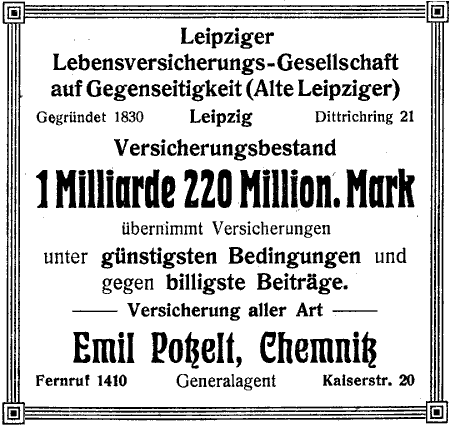 Leipziger
Lebensversicherungs-Gesellschaft
auf Gegenseitigkeit (Alte Leipziger)
Gegründet 1830 Leipzig Dittrichring 21
Versicherungsbestand
1 Milliarde 220 Million. Mark
übernimmt Versicherungen
unter günstigsten Bedingungen und
gegen billigste Beiträge.
Versicherung aller Art
Emil Potzelt, Chemnitz
Fernruf 1410 Generalagent Kaiserstr. 20